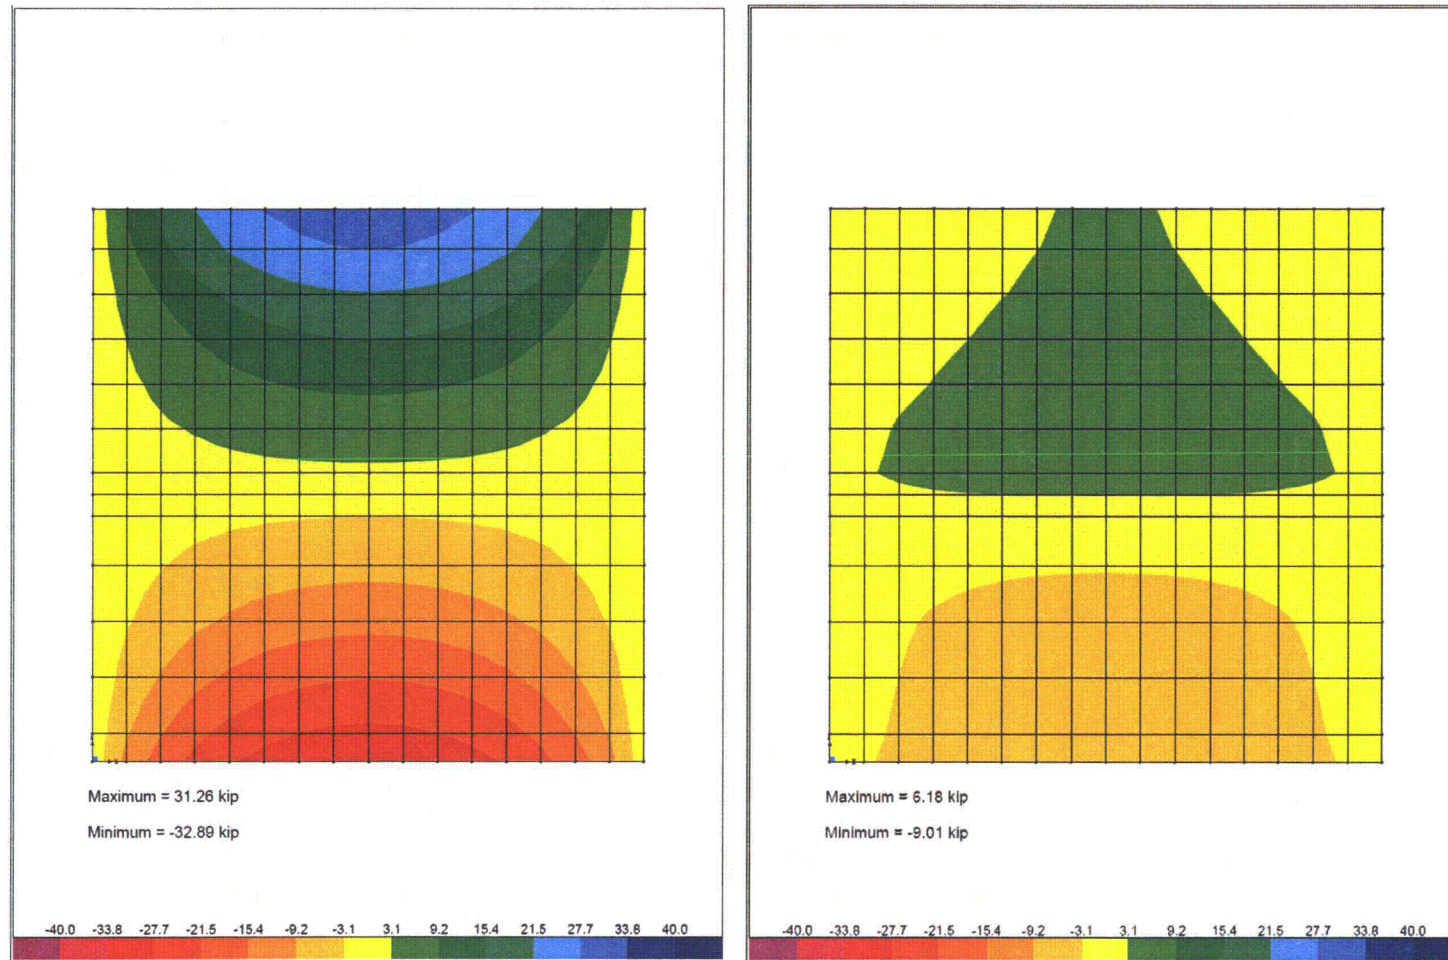 Maximum = 31.26 kip
Minimum = -32.89 kip
-40.0 -33.8 -27.7 -21.5 -15.4 -9.2 -3.1 3.1 9.2 15.4 21.5 27.7 33.8 40.0
Maximum = 6.18 kip
Minimum = -9.01 kip
-40.0 -33.8 -27.7 -21.5 -15.4 -9.2 -3.1 3.1 9.2 15.4 21.5 27.7 33.8 40.0